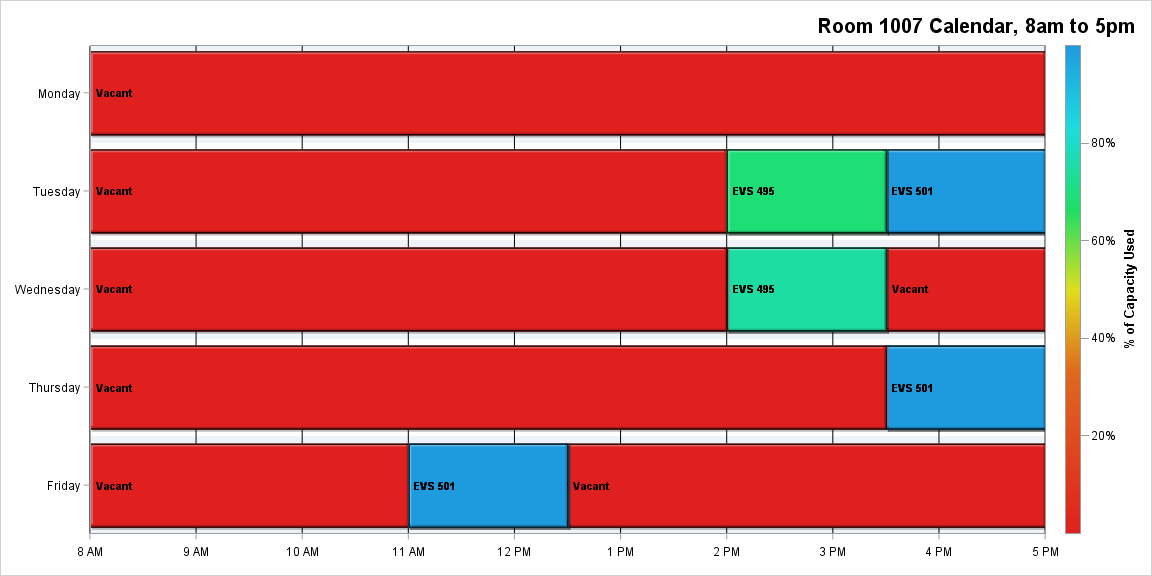 Room 1007 Calendar, 8am to 5pm
Monday
Vacant
Tuesday
Vacant
EVS 495
EVS 501
Wednesday
Vacant
EVS 495
Vacant
Thursday
Vacant
EVS 501
Friday
Vacant
EVS 501
Vacant
8 AM
9 AM
10 AM
11 AM
12 PM
1 PM
2 PM
3 PM
4 PM
5 PM
80%
60%
40%
20%
% of Capacity Used